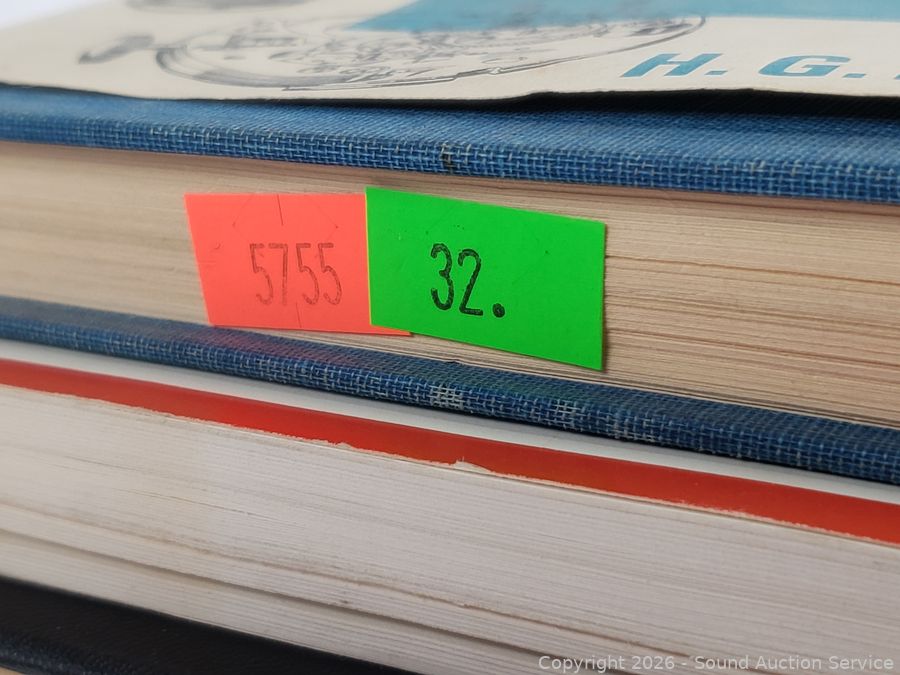 H. G.
5755
32.
Copyright © 2026 - Sound Auction Service